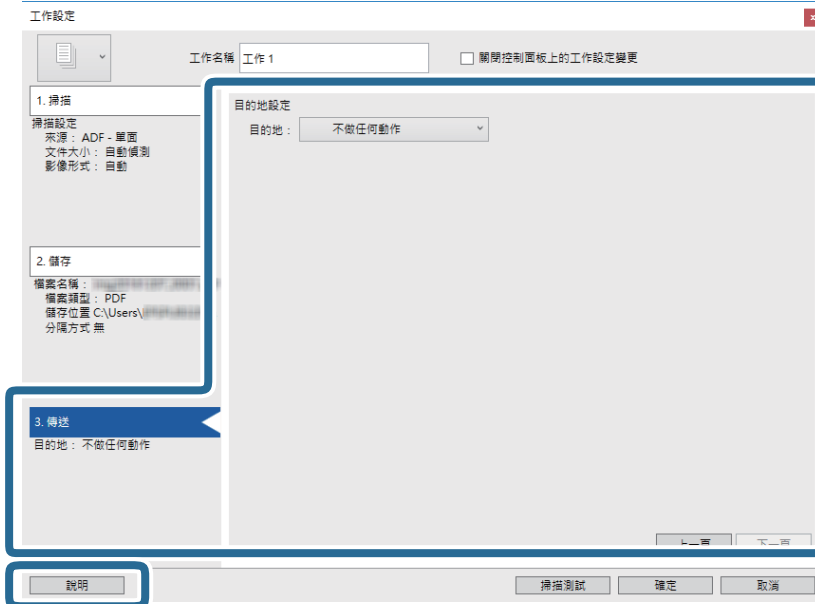 工作設定
工作名稱 工作 1 關閉控制面板上的工作設定變更
1. 掃描
掃描設定
來源： ADF - 單面
文件大小： 自動偵測
影像形式： 自動
2. 儲存
檔案名稱：
檔案類型： PDF
儲存位置 C:\Users\
分隔方式 無
3. 傳送
目的地： 不做任何動作
目的地設定
目的地： 不做任何動作
上一頁 下一頁
說明 掃描測試 確定 取消